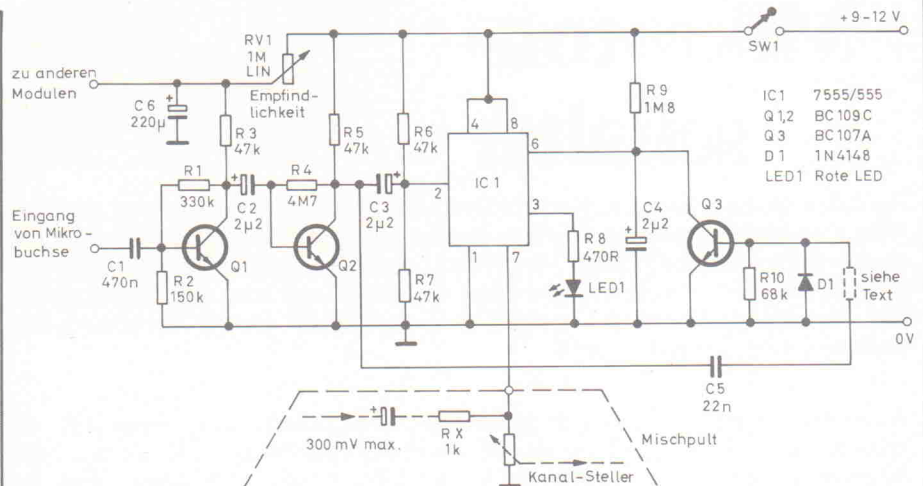 zu anderen
Modulen
C6
220µ
RV1
1M
LIN
Empfind-
lichkeit
SW1
+9-12 V
R3
47k
R5
47k
R6
47k
R1
330k
C2
2µ2
R4
4M7
C3
2µ2
Eingang
von Mikro-
buchse
C1
470n
R2
150k
Q1
Q2
R7
47k
4
8
IC1
2
6
3
1
7
R9
1M8
R8
470R
LED1
C4
2µ2
Q3
R10
68k
D1
siehe
Text
0V
C5
22n
IC1 7555/555
Q1,2 BC109C
Q3 BC107A
D1 1N4148
LED1 Rote LED
300mV max.
RX
1k
Mischpult
Kanal-Steller